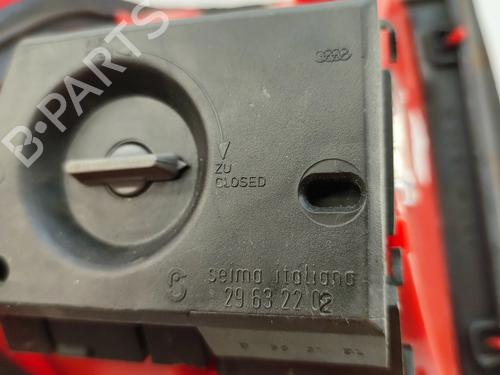 B-PARTS
ZU
CLOSED
seima italiana
29 63 22 02